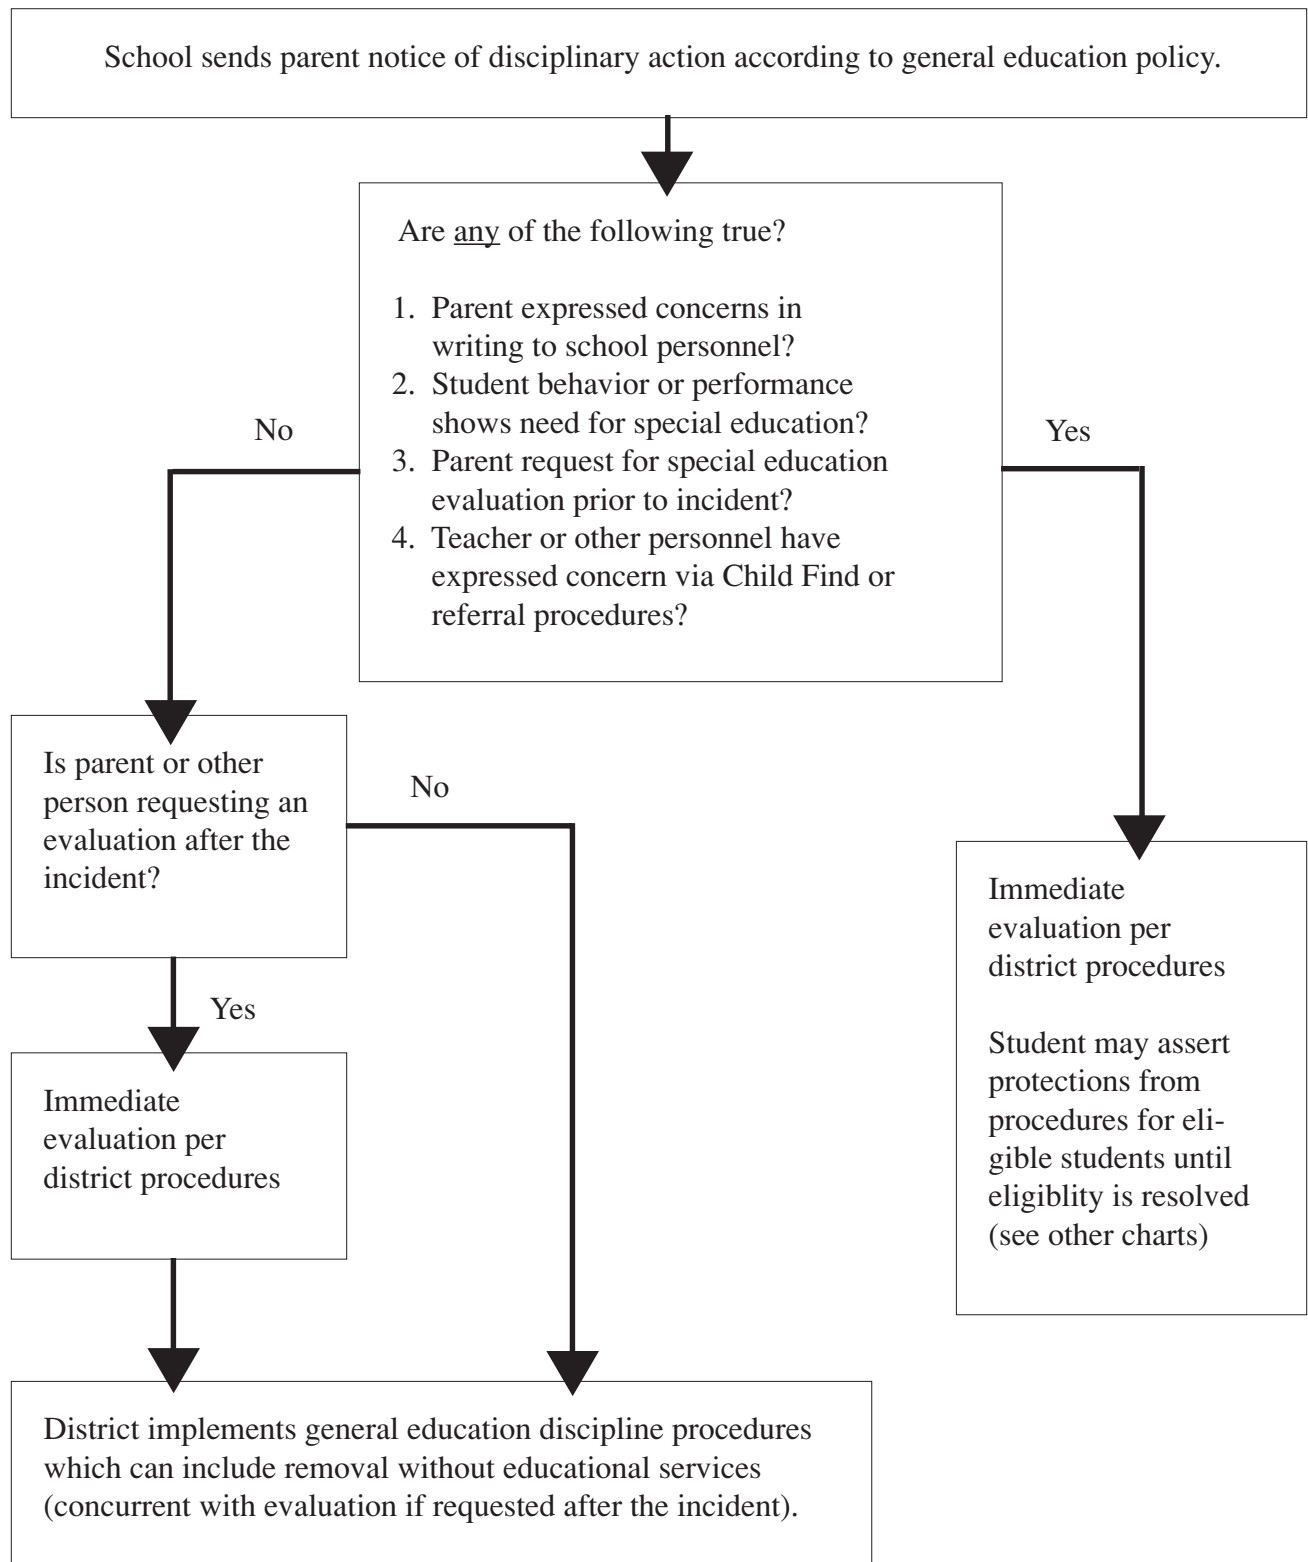 School sends parent notice of disciplinary action according to general education policy.
Are any of the following true?
1. Parent expressed concerns in
writing to school personnel?
2. Student behavior or performance
shows need for special education?
3. Parent request for special education
evaluation prior to incident?
4. Teacher or other personnel have
expressed concern via Child Find or
referral procedures?
No
Yes
Is parent or other
person requesting an
evaluation after the
incident?
No
Yes
Immediate
evaluation per
district procedures
Immediate
evaluation per
district procedures
Student may assert
protections from
procedures for eli-
gible students until
eligiblity is resolved
(see other charts)
District implements general education discipline procedures
which can include removal without educational services
(concurrent with evaluation if requested after the incident).